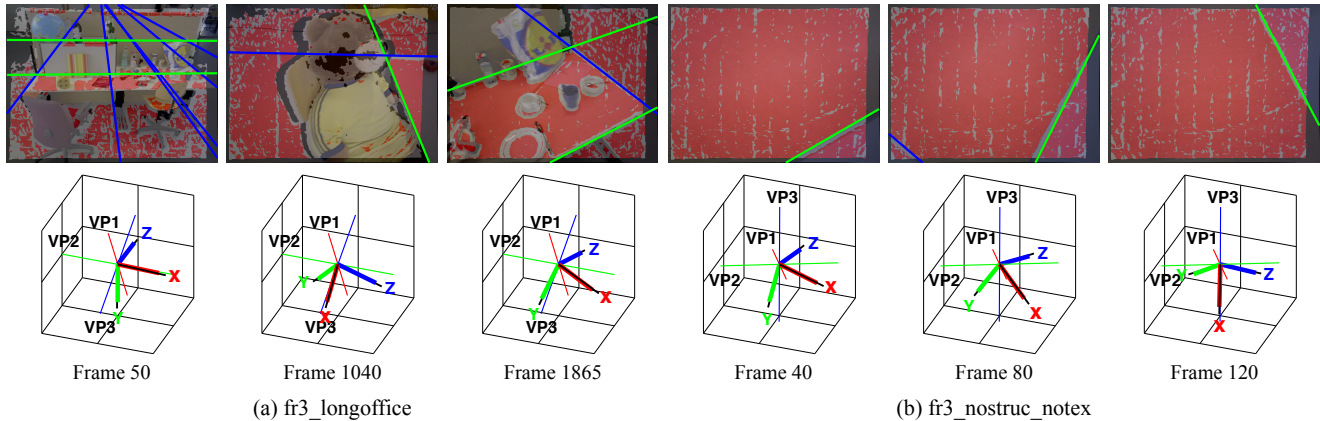 VP1
VP2
VP3
X
Y
Z
Frame 50
VP1
VP2
VP3
X
Y
Z
Frame 1040
VP1
VP2
VP3
X
Y
Z
Frame 1865
VP3
VP1
VP2
Z
X
Y
Frame 40
VP3
VP1
VP2
Z
X
Y
Frame 80
VP3
VP1
VP2
Y
Z
X
Frame 120
(a) fr3_longoffice
(b) fr3_nostruc_notex